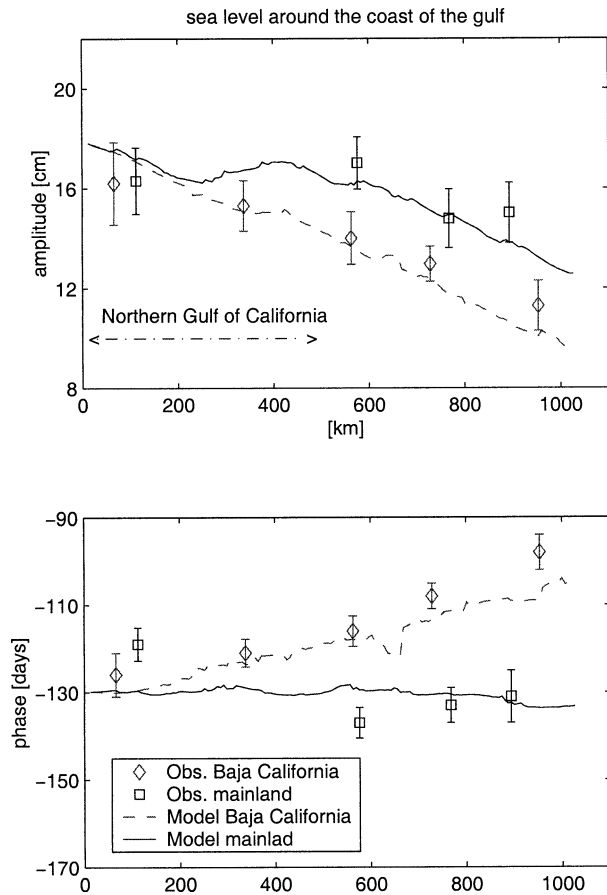 sea level around the coast of the gulf
22
20
16
12
8
amplitude [cm]
Northern Gulf of California
0 200 400 600 800 1000
[km]
−90
−110
−130
−150
−170
phase [days]
Obs. Baja California
Obs. mainland
Model Baja California
Model mainlad
0 200 400 600 800 1000